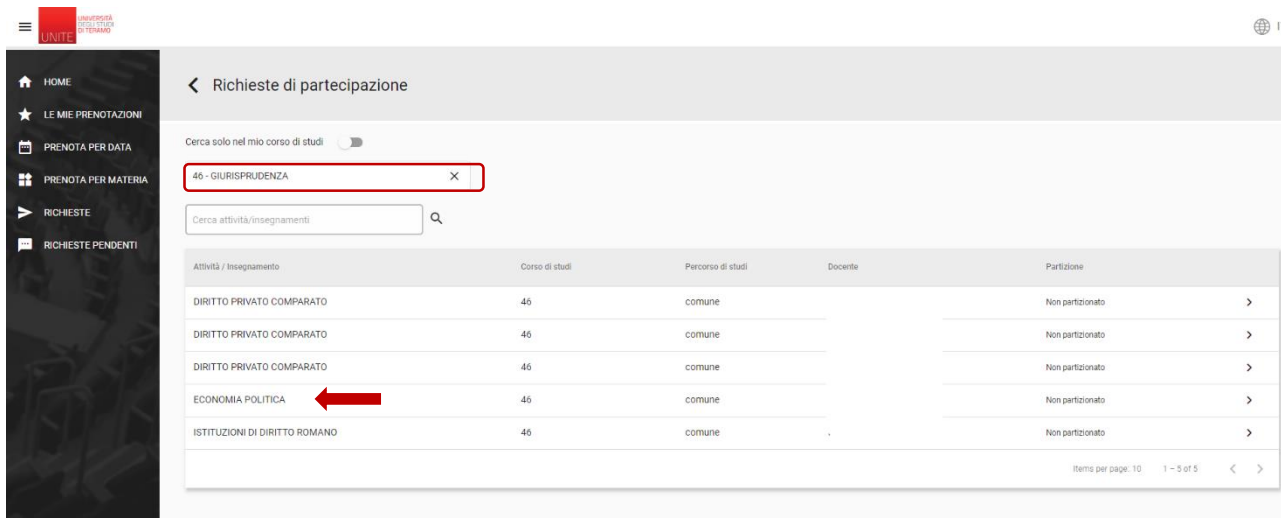 UNIVERSITÀ
DEGLI STUDI
DI TERAMO
UNITE
I
HOME
LE MIE PRENOTAZIONI
PRENOTA PER DATA
PRENOTA PER MATERIA
RICHIESTE
RICHIESTE PENDENTI
Richieste di partecipazione
Cerca solo nel mio corso di studi
46 - GIURISPRUDENZA
Cerca attività/insegnamenti
Attività / Insegnamento Corso di studi Percorso di studi Docente Partizione
DIRITTO PRIVATO COMPARATO 46 comune Non partizionato
DIRITTO PRIVATO COMPARATO 46 comune Non partizionato
DIRITTO PRIVATO COMPARATO 46 comune Non partizionato
ECONOMIA POLITICA 46 comune Non partizionato
ISTITUZIONI DI DIRITTO ROMANO 46 comune Non partizionato
Items per page: 10 1 – 5 of 5